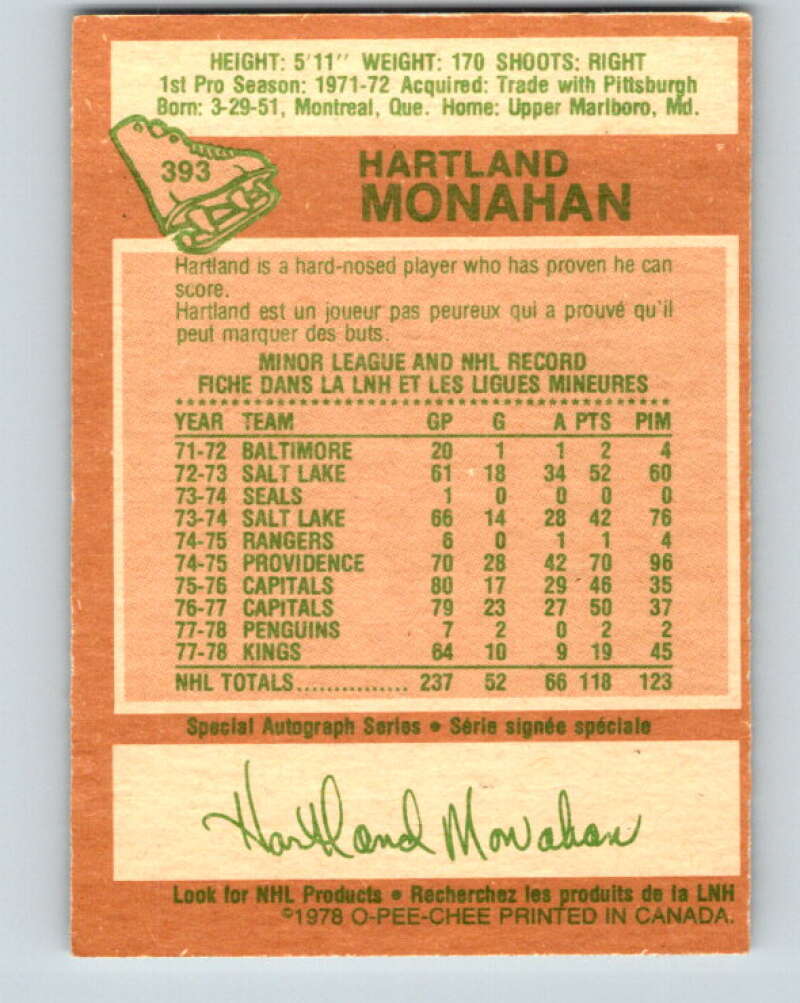 HEIGHT: 5'11" WEIGHT: 170 SHOOTS: RIGHT
1st Pro Season: 1971-72 Acquired: Trade with Pittsburgh
Born: 3-29-51, Montreal, Que. Home: Upper Marlboro, Md.
393
HARTLAND
MONAHAN
Hartland is a hard-nosed player who has proven he can
score.
Hartland est un joueur pas peureux qui a prouvé qu'il
peut marquer des buts.
MINOR LEAGUE AND NHL RECORD
FICHE DANS LA LNH ET LES LIGUES MINEURES
YEAR TEAM GP G A PTS PIM
71-72 BALTIMORE 20 1 1 2 4
72-73 SALT LAKE 61 18 34 52 60
73-74 SEALS 1 0 0 0 0
73-74 SALT LAKE 66 14 28 42 76
74-75 RANGERS 6 0 1 1 4
74-75 PROVIDENCE 70 28 42 70 96
75-76 CAPITALS 80 17 29 46 35
76-77 CAPITALS 79 23 27 50 37
77-78 PENGUINS 7 2 0 2 2
77-78 KINGS 64 10 9 19 45
NHL TOTALS............... 237 52 66 118 123
Special Autograph Series • Série signée spéciale
Hartland Monahan
Look for NHL Products • Recherchez les produits de la LNH
©1978 O-PEE-CHEE PRINTED IN CANADA.